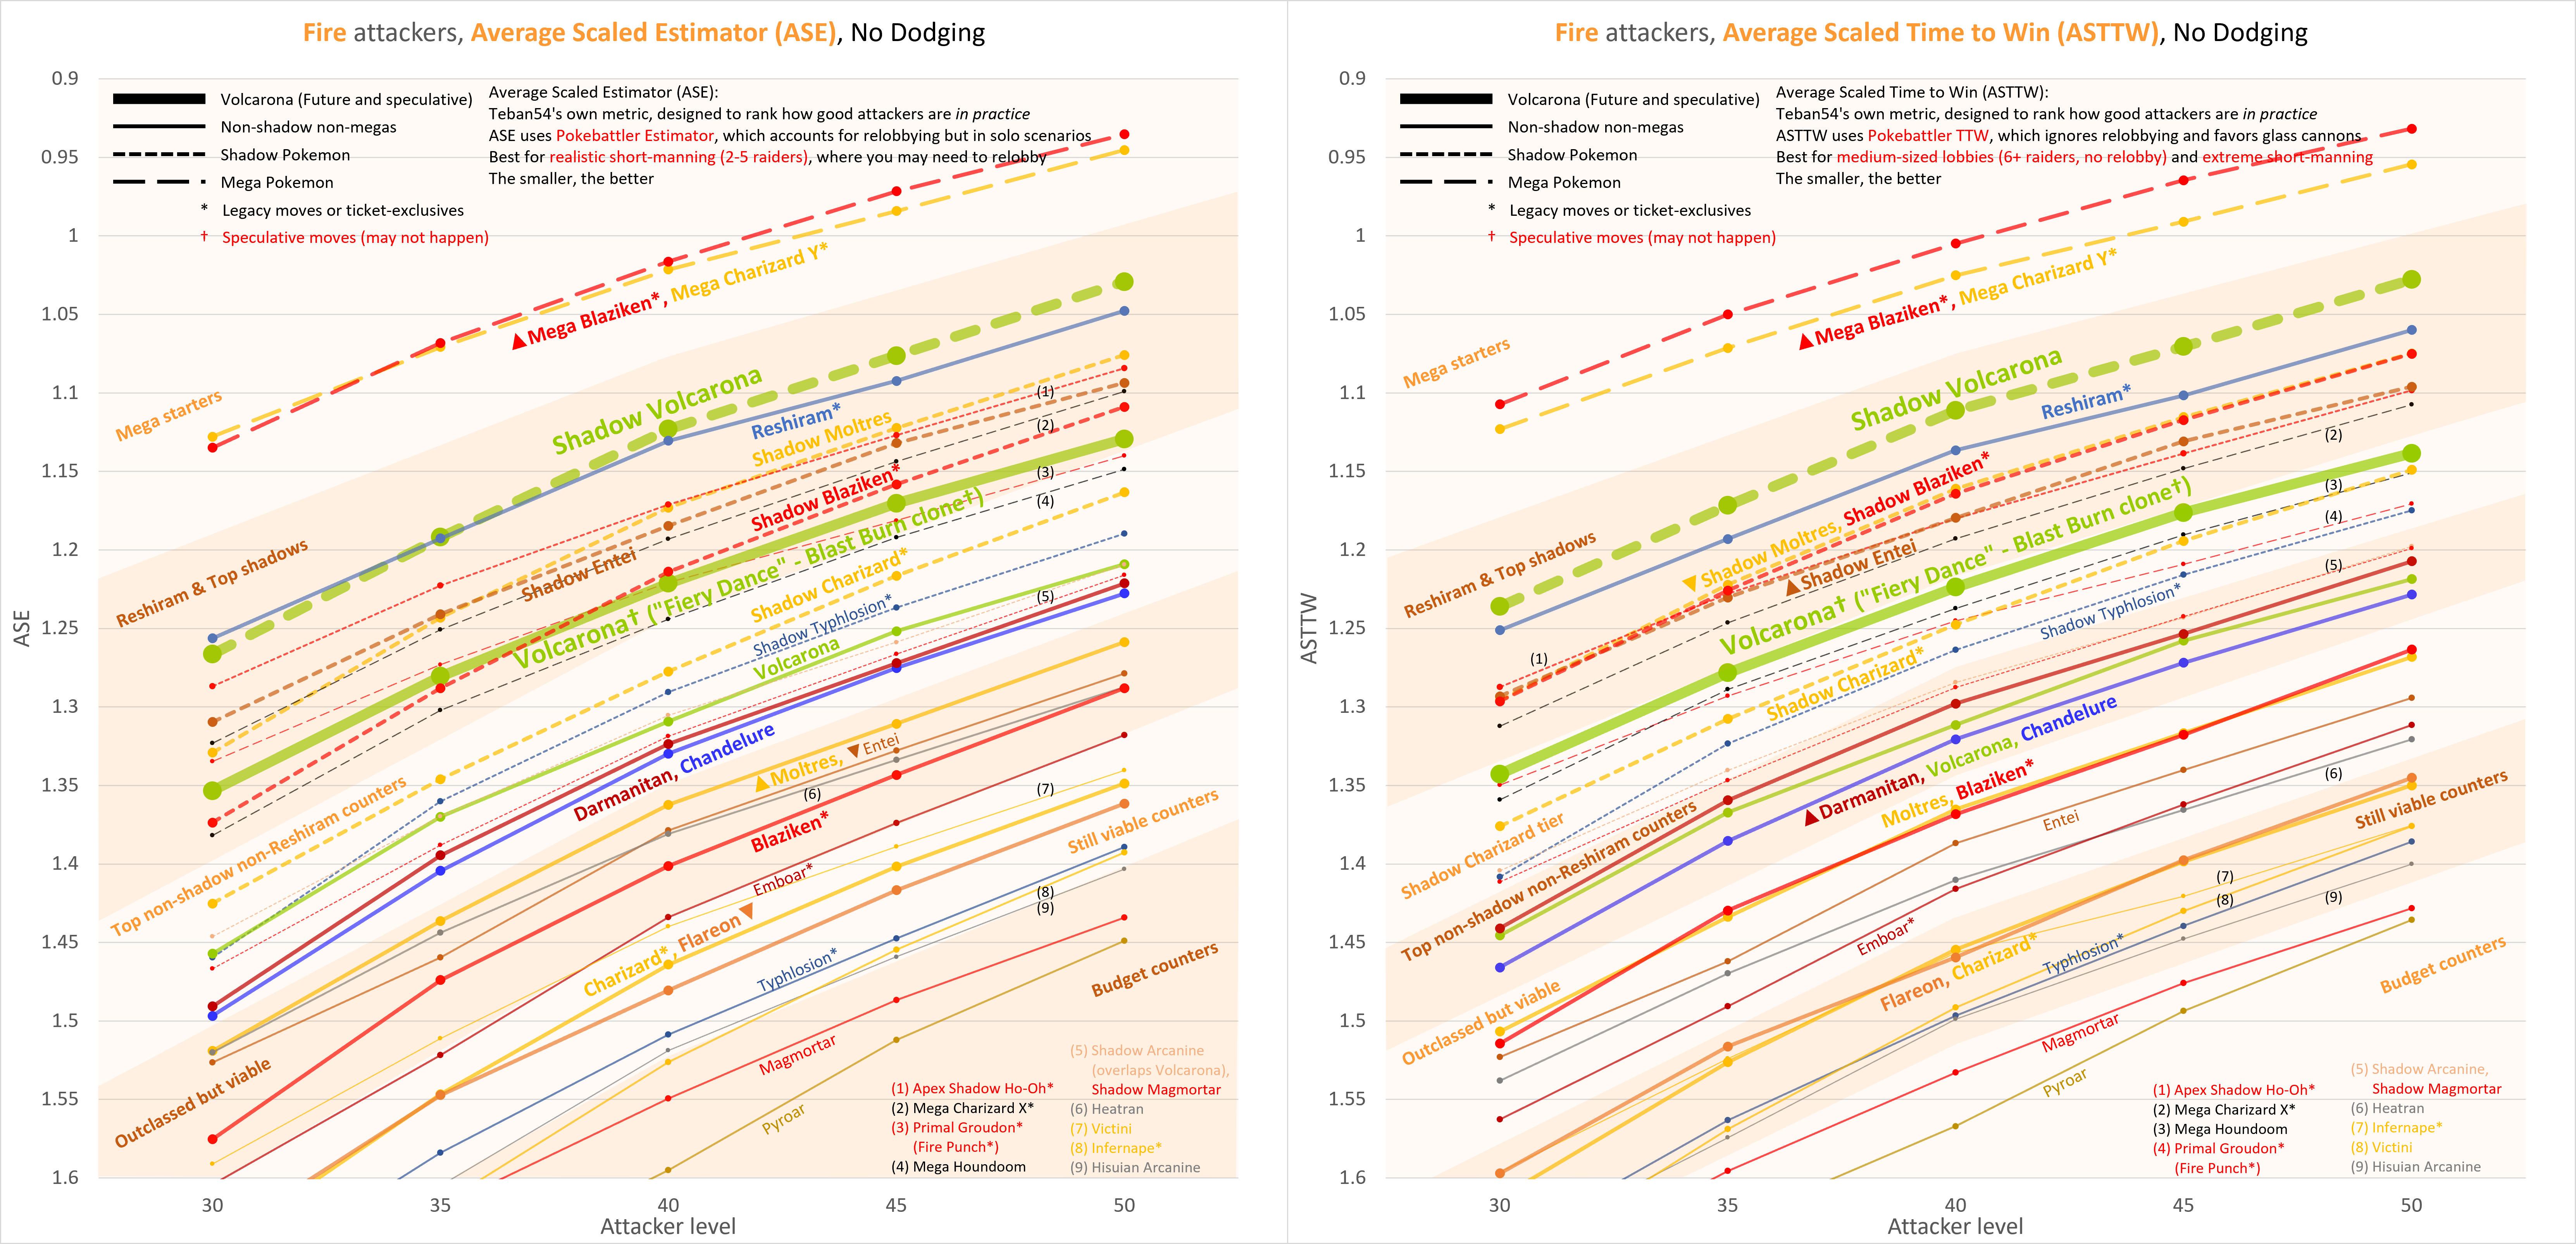 Fire attackers, Average Scaled Estimator (ASE), No Dodging
0.9
0.95
1
1.05
1.1
1.15
1.2
1.25
1.3
1.35
1.4
1.45
1.5
1.55
1.6
ASE
Volcarona (Future and speculative)
Non-shadow non-megas
Shadow Pokemon
Mega Pokemon
* Legacy moves or ticket-exclusives
† Speculative moves (may not happen)
Average Scaled Estimator (ASE):
Teban54's own metric, designed to rank how good attackers are in practice
ASE uses Pokebattler Estimator, which accounts for relobbying but in solo scenarios
Best for realistic short-manning (2-5 raiders), where you may need to relobby
The smaller, the better
▲Mega Blaziken*, Mega Charizard Y*
Mega starters
Shadow Volcarona
Reshiram*
Shadow Moltres
(1)
(2)
Shadow Blaziken*
(3)
(4)
Reshiram & Top shadows
Shadow Entei
Volcarona† ("Fiery Dance" - Blast Burn clone†)
Shadow Charizard*
Shadow Typhlosion*
Volcarona
(5)
Top non-shadow non-Reshiram counters
Darmanitan, Chandelure
▲Moltres, ▼Entei
(6)
(7)
Blaziken*
Still viable counters
Emboar*
Charizard*, Flareon▼
(8)
(9)
Typhlosion*
Budget counters
Outclassed but viable
Magmortar
Pyroar
(1) Apex Shadow Ho-Oh*
(2) Mega Charizard X*
(3) Primal Groudon*
(Fire Punch*)
(4) Mega Houndoom
(5) Shadow Arcanine
(overlaps Volcarona),
Shadow Magmortar
(6) Heatran
(7) Victini
(8) Infernape*
(9) Hisuian Arcanine
30
35
40
45
50
Attacker level
Fire attackers, Average Scaled Time to Win (ASTTW), No Dodging
0.9
0.95
1
1.05
1.1
1.15
1.2
1.25
1.3
1.35
1.4
1.45
1.5
1.55
1.6
ASTTW
Volcarona (Future and speculative)
Non-shadow non-megas
Shadow Pokemon
Mega Pokemon
* Legacy moves or ticket-exclusives
† Speculative moves (may not happen)
Average Scaled Time to Win (ASTTW):
Teban54's own metric, designed to rank how good attackers are in practice
ASTTW uses Pokebattler TTW, which ignores relobbying and favors glass cannons
Best for medium-sized lobbies (6+ raiders, no relobby) and extreme short-manning
The smaller, the better
▲Mega Blaziken*, Mega Charizard Y*
Mega starters
Shadow Volcarona
Reshiram*
(2)
▼Shadow Moltres, Shadow Blaziken*
(3)
(4)
▲Shadow Entei
Reshiram & Top shadows
Volcarona† ("Fiery Dance" - Blast Burn clone†)
(5)
Shadow Typhlosion*
(1)
Shadow Charizard*
▲Darmanitan, Volcarona, Chandelure
(6)
Moltres, Blaziken*
Still viable counters
Entei
Shadow Charizard tier
Top non-shadow non-Reshiram counters
(7)
(8)
(9)
Emboar*
Typhlosion*
Flareon, Charizard*
Budget counters
Outclassed but viable
Magmortar
Pyroar
(1) Apex Shadow Ho-Oh*
(2) Mega Charizard X*
(3) Mega Houndoom
(4) Primal Groudon*
(Fire Punch*)
(5) Shadow Arcanine,
Shadow Magmortar
(6) Heatran
(7) Infernape*
(8) Victini
(9) Hisuian Arcanine
30
35
40
45
50
Attacker level